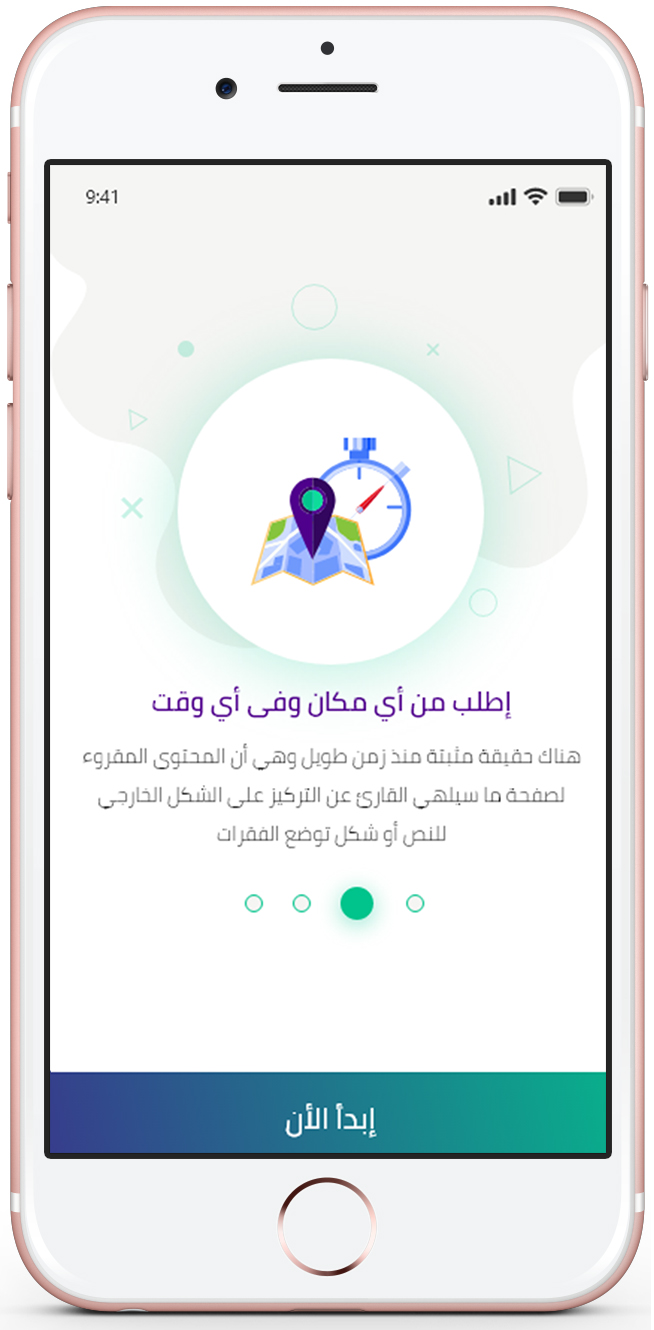 9:41
إطلب من أي مكان وفى أي وقت
هناك حقيقة مثبتة منذ زمن طويل وهي أن المحتوى المقروء
لصفحة ما سيلهي القارئ عن التركيز على الشكل الخارجي
للنص أو شكل توضع الفقرات
إبدأ الأن